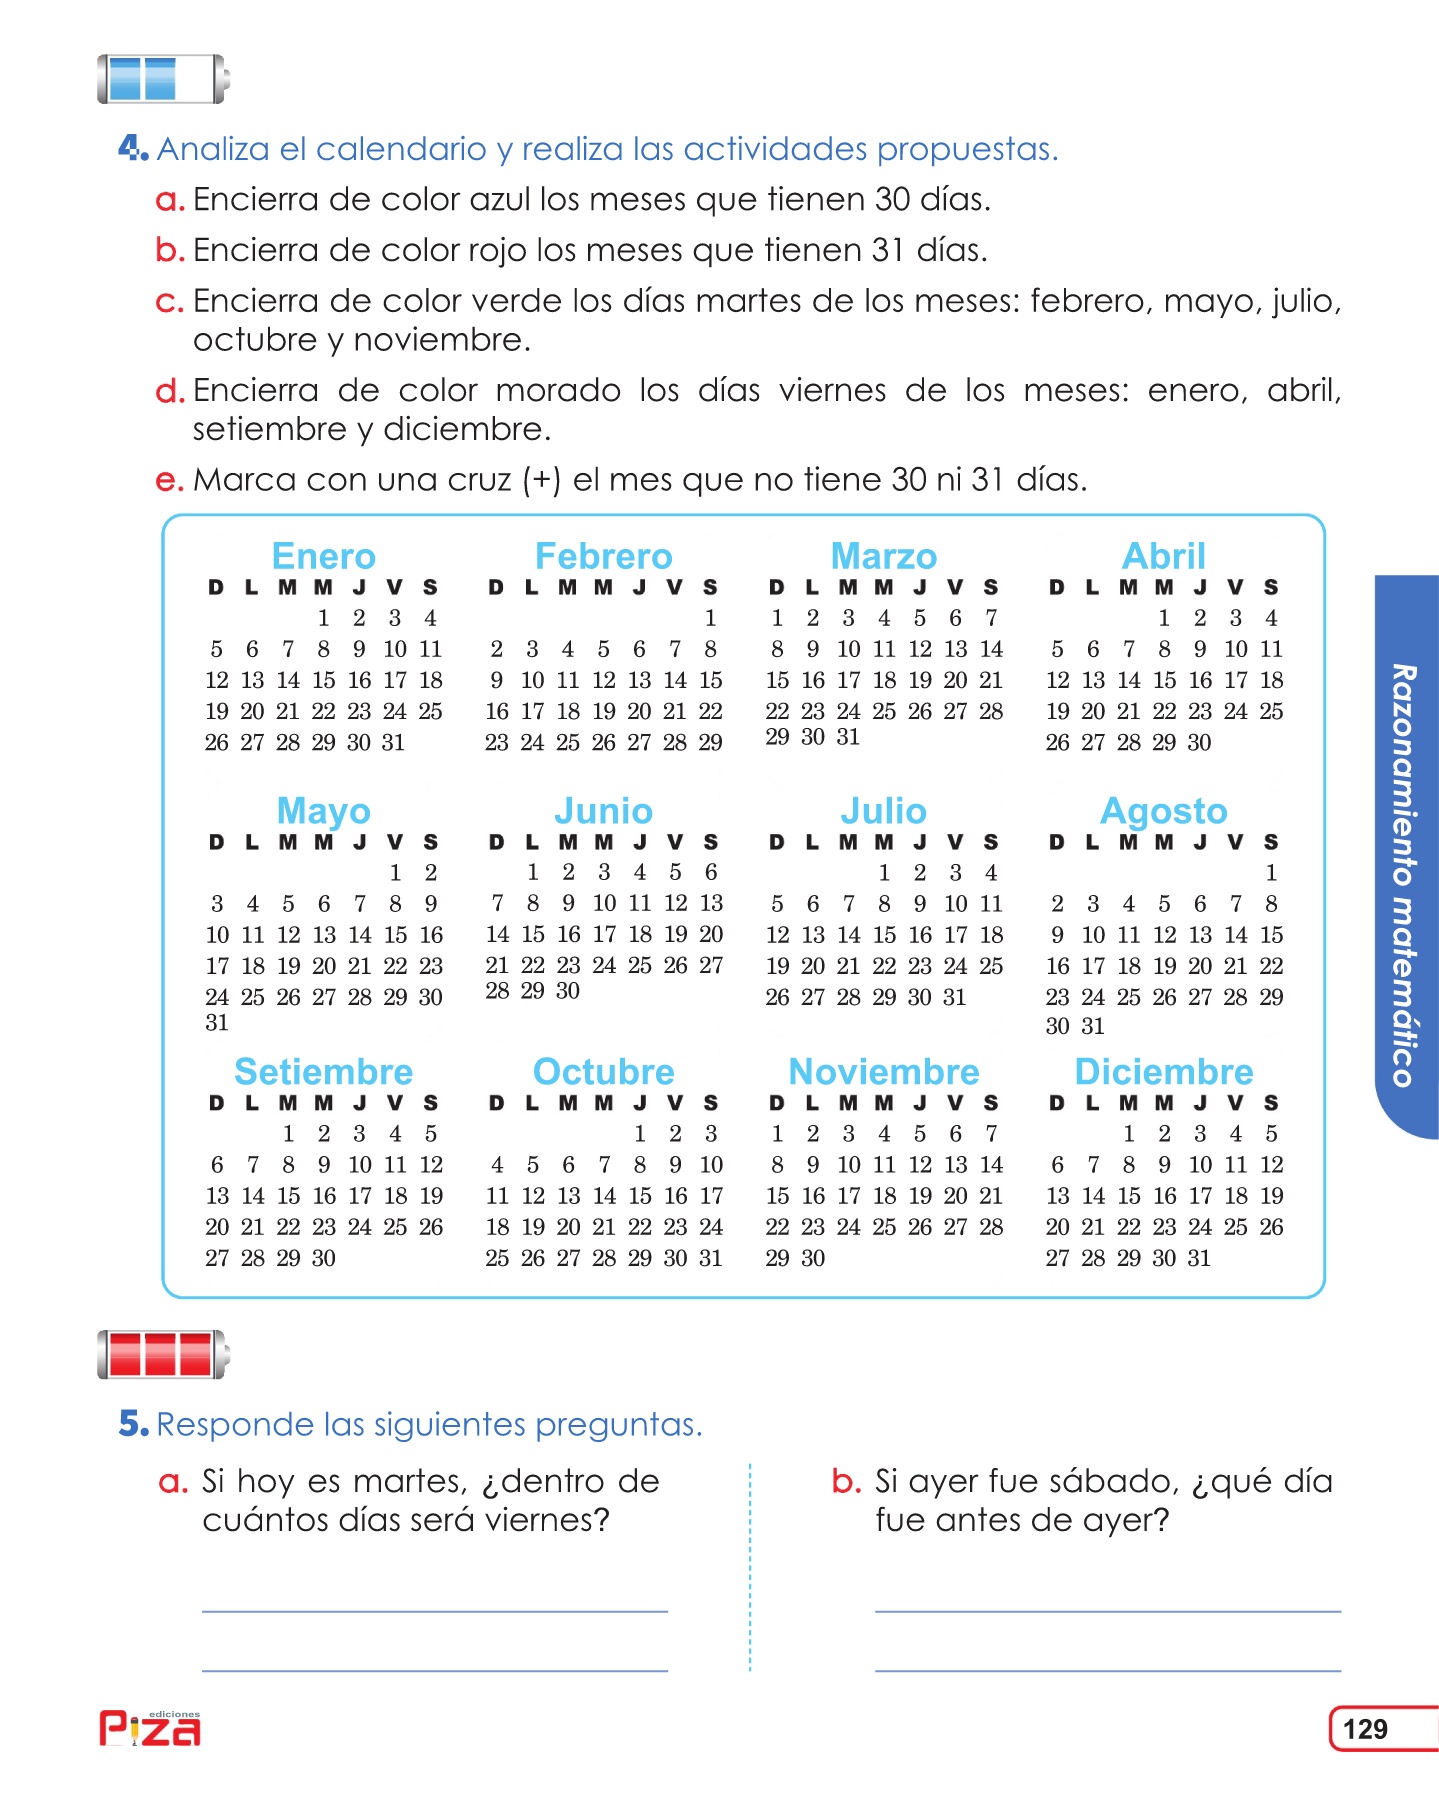 4. Analiza el calendario y realiza las actividades propuestas.
a. Encierra de color azul los meses que tienen 30 días.
b. Encierra de color rojo los meses que tienen 31 días.
c. Encierra de color verde los días martes de los meses: febrero, mayo, julio,
octubre y noviembre.
d. Encierra de color morado los días viernes de los meses: enero, abril,
setiembre y diciembre.
e. Marca con una cruz (+) el mes que no tiene 30 ni 31 días.
Enero
D L M M J V S
1 2 3 4
5 6 7 8 9 10 11
12 13 14 15 16 17 18
19 20 21 22 23 24 25
26 27 28 29 30 31
Febrero
D L M M J V S
1
2 3 4 5 6 7 8
9 10 11 12 13 14 15
16 17 18 19 20 21 22
23 24 25 26 27 28 29
Marzo
D L M M J V S
1 2 3 4 5 6 7
8 9 10 11 12 13 14
15 16 17 18 19 20 21
22 23 24 25 26 27 28
29 30 31
Abril
D L M M J V S
1 2 3 4
5 6 7 8 9 10 11
12 13 14 15 16 17 18
19 20 21 22 23 24 25
26 27 28 29 30
Mayo
D L M M J V S
1 2
3 4 5 6 7 8 9
10 11 12 13 14 15 16
17 18 19 20 21 22 23
24 25 26 27 28 29 30
31
Junio
D L M M J V S
1 2 3 4 5 6
7 8 9 10 11 12 13
14 15 16 17 18 19 20
21 22 23 24 25 26 27
28 29 30
Julio
D L M M J V S
1 2 3 4
5 6 7 8 9 10 11
12 13 14 15 16 17 18
19 20 21 22 23 24 25
26 27 28 29 30 31
Agosto
D L M M J V S
1
2 3 4 5 6 7 8
9 10 11 12 13 14 15
16 17 18 19 20 21 22
23 24 25 26 27 28 29
30 31
Setiembre
D L M M J V S
1 2 3 4 5
6 7 8 9 10 11 12
13 14 15 16 17 18 19
20 21 22 23 24 25 26
27 28 29 30
Octubre
D L M M J V S
1 2 3
4 5 6 7 8 9 10
11 12 13 14 15 16 17
18 19 20 21 22 23 24
25 26 27 28 29 30 31
Noviembre
D L M M J V S
1 2 3 4 5 6 7
8 9 10 11 12 13 14
15 16 17 18 19 20 21
22 23 24 25 26 27 28
29 30
Diciembre
D L M M J V S
1 2 3 4 5
6 7 8 9 10 11 12
13 14 15 16 17 18 19
20 21 22 23 24 25 26
27 28 29 30 31
Razonamiento matemático
5. Responde las siguientes preguntas.
a. Si hoy es martes, ¿dentro de
cuántos días será viernes?
b. Si ayer fue sábado, ¿qué día
fue antes de ayer?
ediciones
Piza
129